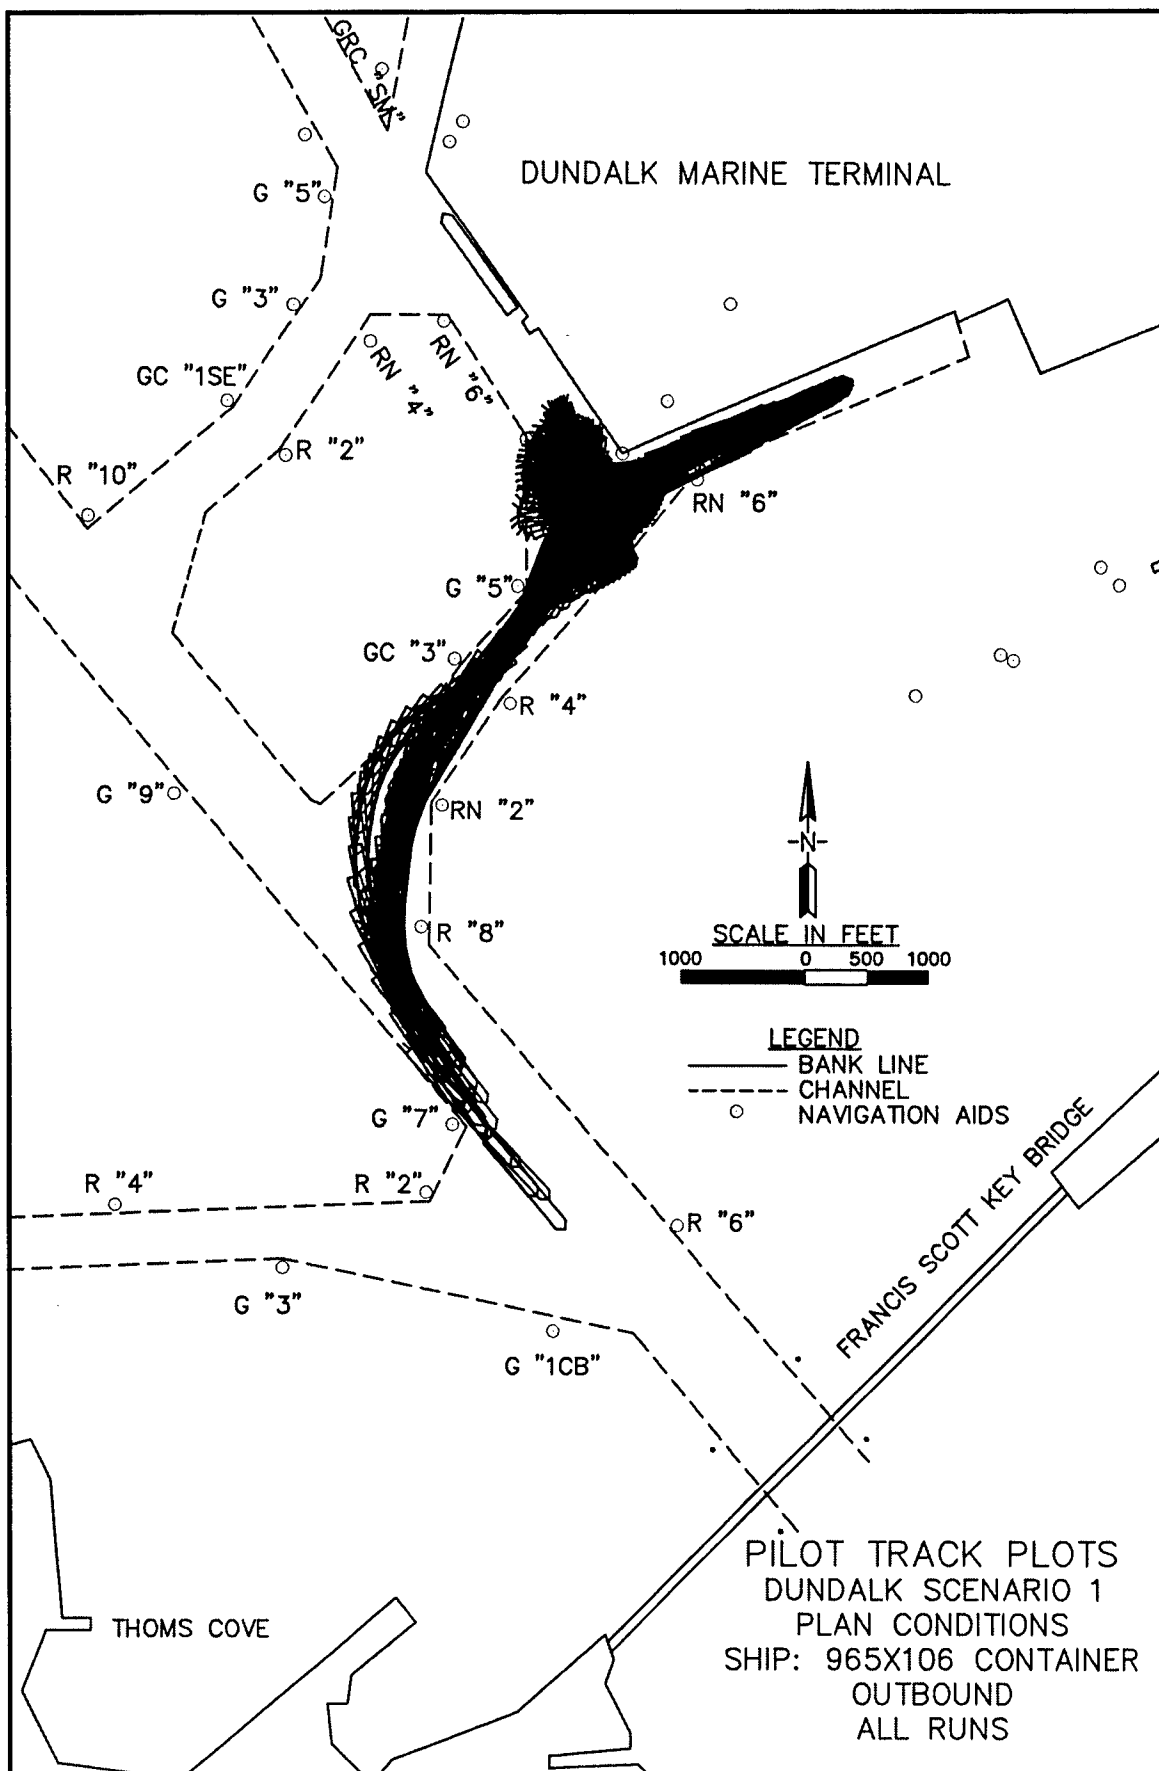 GRC "SM"
DUNDALK MARINE TERMINAL
G "5"
G "3"
GC "1SE"
RN "4"
RN "6"
R "2"
R "10"
RN "6"
G "5"
GC "3"
R "4"
G "9"
RN "2"
N
R "8"
SCALE IN FEET
1000 0 500 1000
LEGEND
BANK LINE
CHANNEL
NAVIGATION AIDS
G "7"
FRANCIS SCOTT KEY BRIDGE
R "4"
R "2"
R "6"
G "3"
G "1CB"
PILOT TRACK PLOTS
DUNDALK SCENARIO 1
PLAN CONDITIONS
SHIP: 965X106 CONTAINER
OUTBOUND
ALL RUNS
THOMS COVE